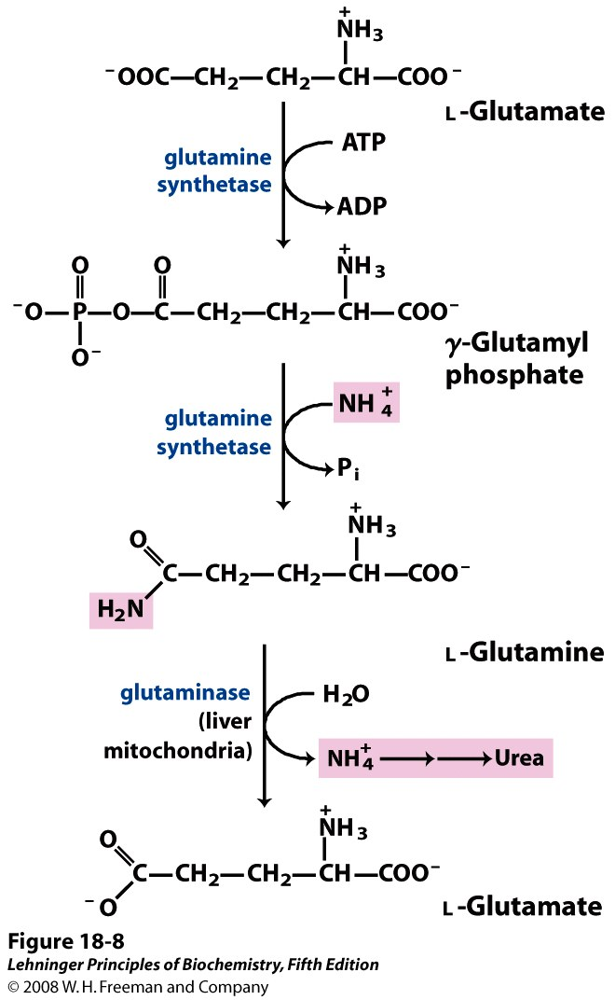 ⁺NH₃
⁻OOC—CH₂—CH₂—CH—COO⁻
L-Glutamate
glutamine
synthetase
ATP
ADP
O O ⁺NH₃
⁻O—P—O—C—CH₂—CH₂—CH—COO⁻
O⁻
γ-Glutamyl
phosphate
glutamine
synthetase
NH₄⁺
Pᵢ
O ⁺NH₃
C—CH₂—CH₂—CH—COO⁻
H₂N
L-Glutamine
glutaminase
(liver
mitochondria)
H₂O
NH₄⁺ → → Urea
O ⁺NH₃
C—CH₂—CH₂—CH—COO⁻
⁻O
L-Glutamate
Figure 18-8
Lehninger Principles of Biochemistry, Fifth Edition
© 2008 W. H. Freeman and Company